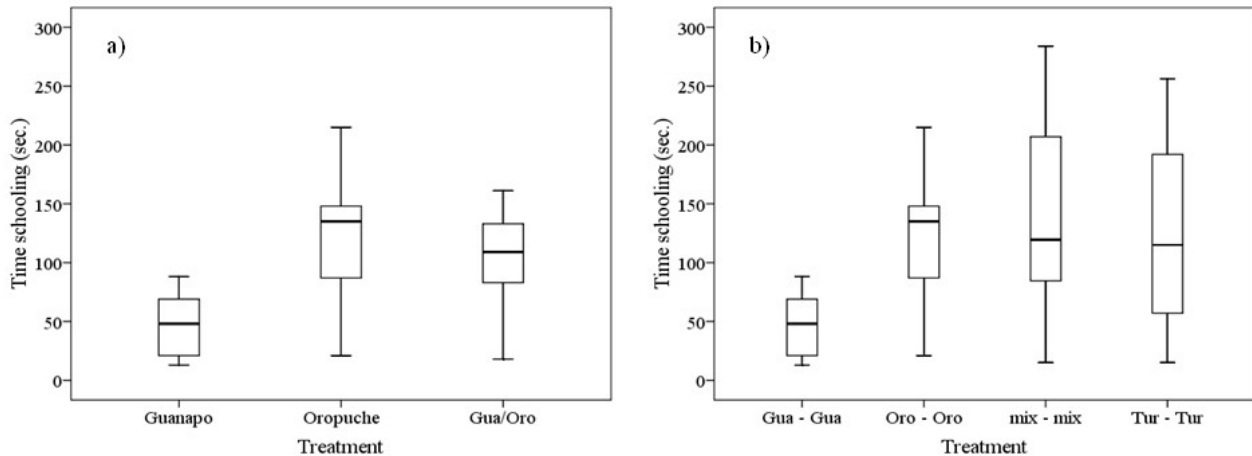 a)
300
250
200
150
100
50
0
Time schooling (sec.)
Guanapo Oropuche Gua/Oro
Treatment
b)
300
250
200
150
100
50
0
Time schooling (sec.)
Gua - Gua Oro - Oro mix - mix Tur - Tur
Treatment